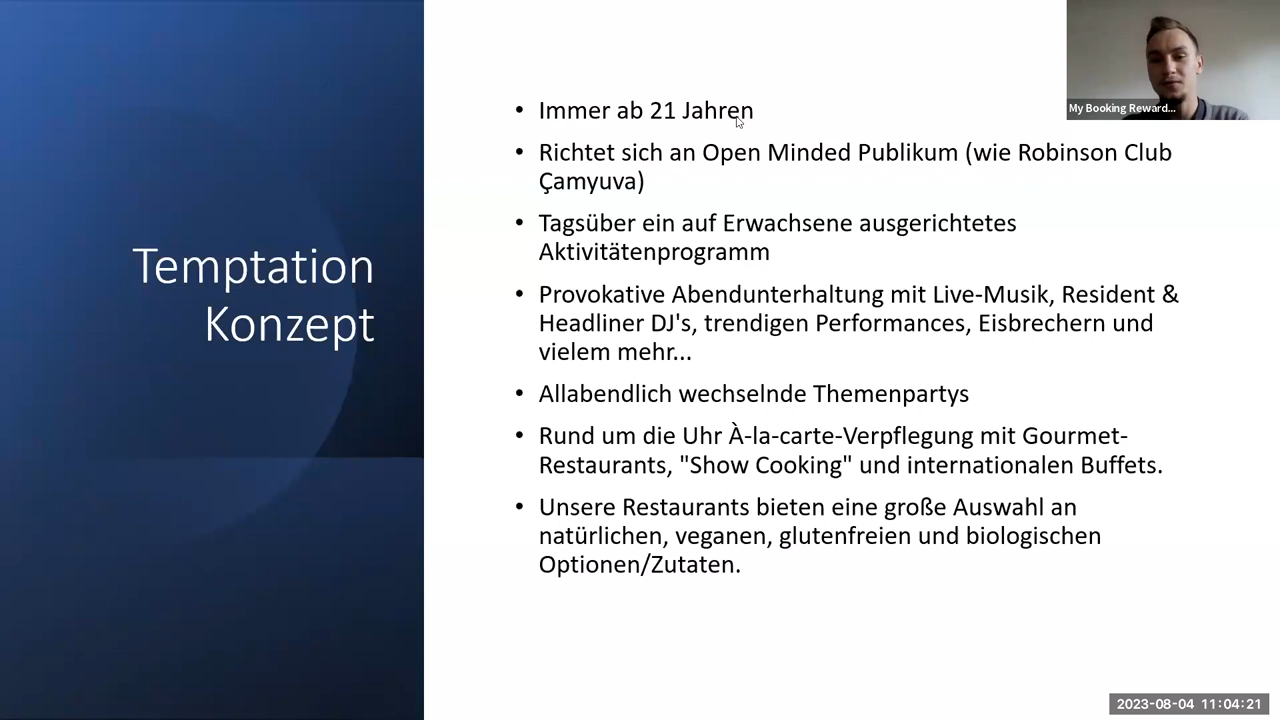 Temptation
Konzept
• Immer ab 21 Jahren
• Richtet sich an Open Minded Publikum (wie Robinson Club
Çamyuva)
• Tagsüber ein auf Erwachsene ausgerichtetes
Aktivitätenprogramm
• Provokative Abendunterhaltung mit Live-Musik, Resident &
Headliner DJ's, trendigen Performances, Eisbrechern und
vielem mehr...
• Allabendlich wechselnde Themenpartys
• Rund um die Uhr À-la-carte-Verpflegung mit Gourmet-
Restaurants, "Show Cooking" und internationalen Buffets.
• Unsere Restaurants bieten eine große Auswahl an
natürlichen, veganen, glutenfreien und biologischen
Optionen/Zutaten.
My Booking Reward...
2023-08-04 11:04:21